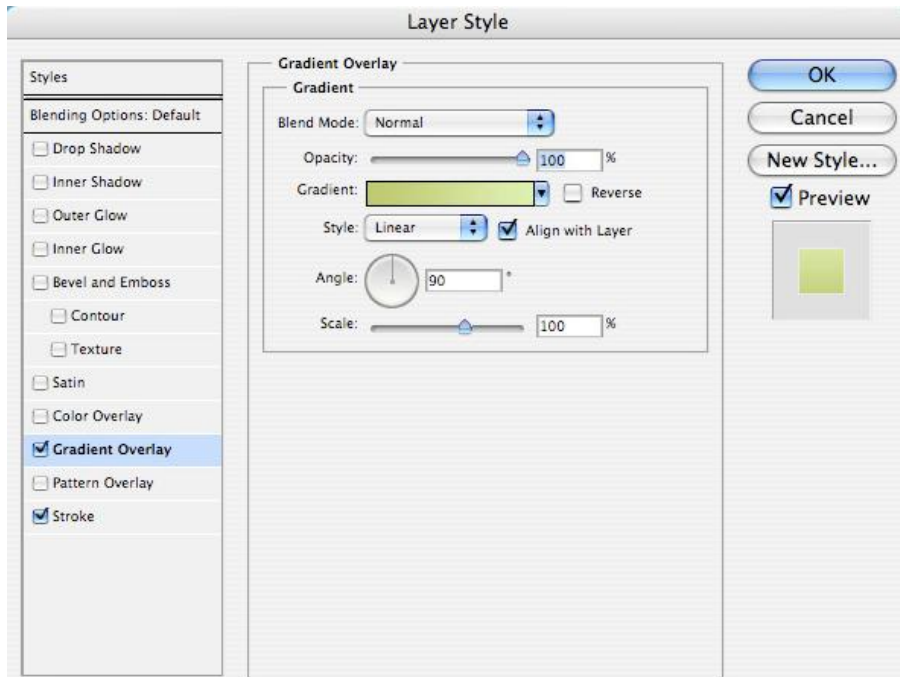 Layer Style
Styles
Blending Options: Default
Drop Shadow
Inner Shadow
Outer Glow
Inner Glow
Bevel and Emboss
Contour
Texture
Satin
Color Overlay
Gradient Overlay
Pattern Overlay
Stroke
Gradient Overlay
Gradient
Blend Mode: Normal
Opacity: 100 %
Gradient: Reverse
Style: Linear Align with Layer
Angle: 90 °
Scale: 100 %
OK
Cancel
New Style...
Preview